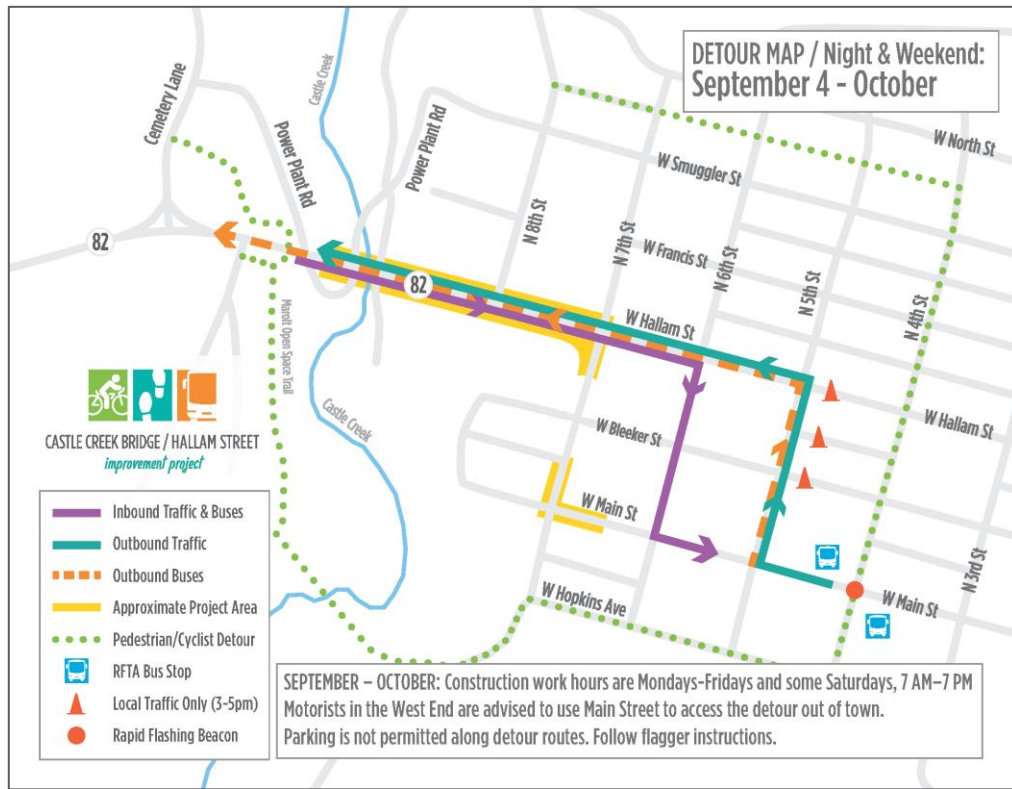 DETOUR MAP / Night & Weekend:
September 4 - October
Cemetery Lane
Castle Creek
Power Plant Rd
Power Plant Rd
W North St
W Smuggler St
N 8th St
N 7th St
W Francis St
N 6th St
N 5th St
N 4th St
82
82
W Hallam St
Marolt Open Space Trail
W Hallam St
W Bleeker St
Castle Creek
CASTLE CREEK BRIDGE / HALLAM STREET
improvement project
W Main St
N 3rd St
W Main St
W Hopkins Ave
Inbound Traffic & Buses
Outbound Traffic
Outbound Buses
Approximate Project Area
Pedestrian/Cyclist Detour
RFTA Bus Stop
Local Traffic Only (3-5pm)
Rapid Flashing Beacon
SEPTEMBER – OCTOBER: Construction work hours are Mondays-Fridays and some Saturdays, 7 AM–7 PM
Motorists in the West End are advised to use Main Street to access the detour out of town.
Parking is not permitted along detour routes. Follow flagger instructions.